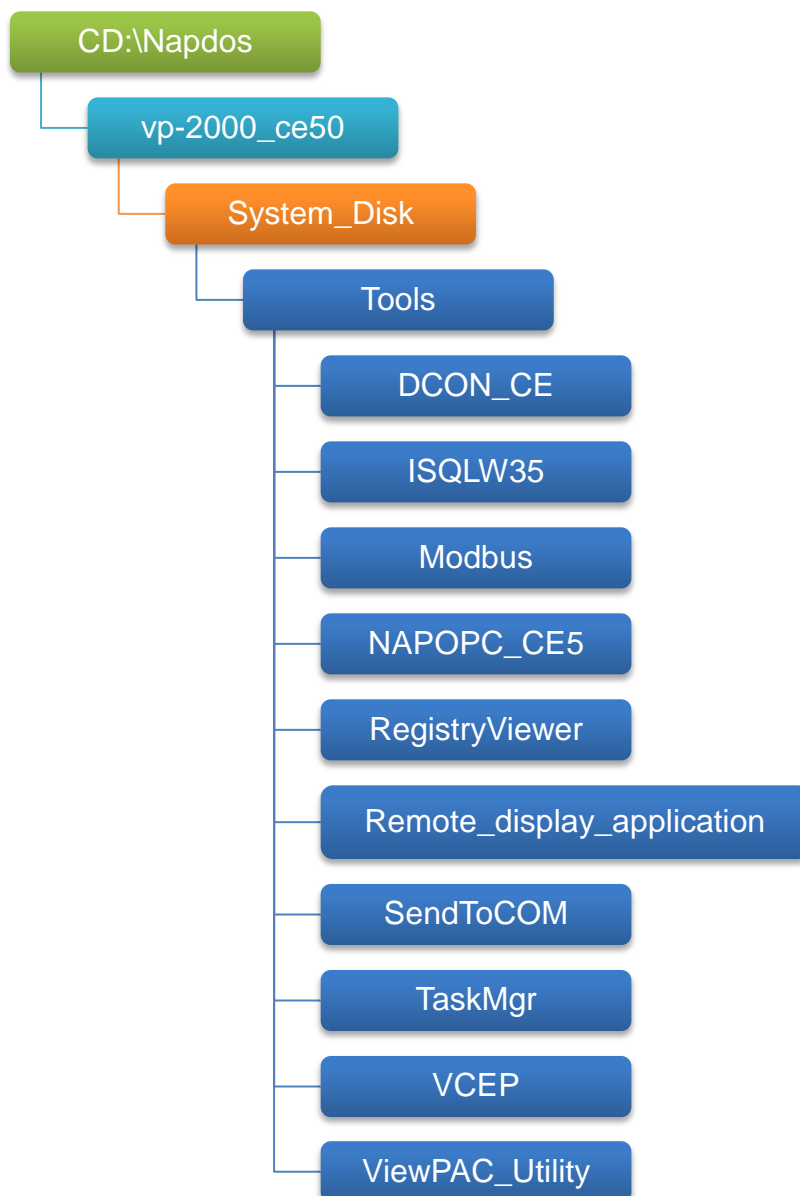 CD:\Napdos
vp-2000_ce50
System_Disk
Tools
DCON_CE
ISQLW35
Modbus
NAPOPC_CE5
RegistryViewer
Remote_display_application
SendToCOM
TaskMgr
VCEP
ViewPAC_Utility